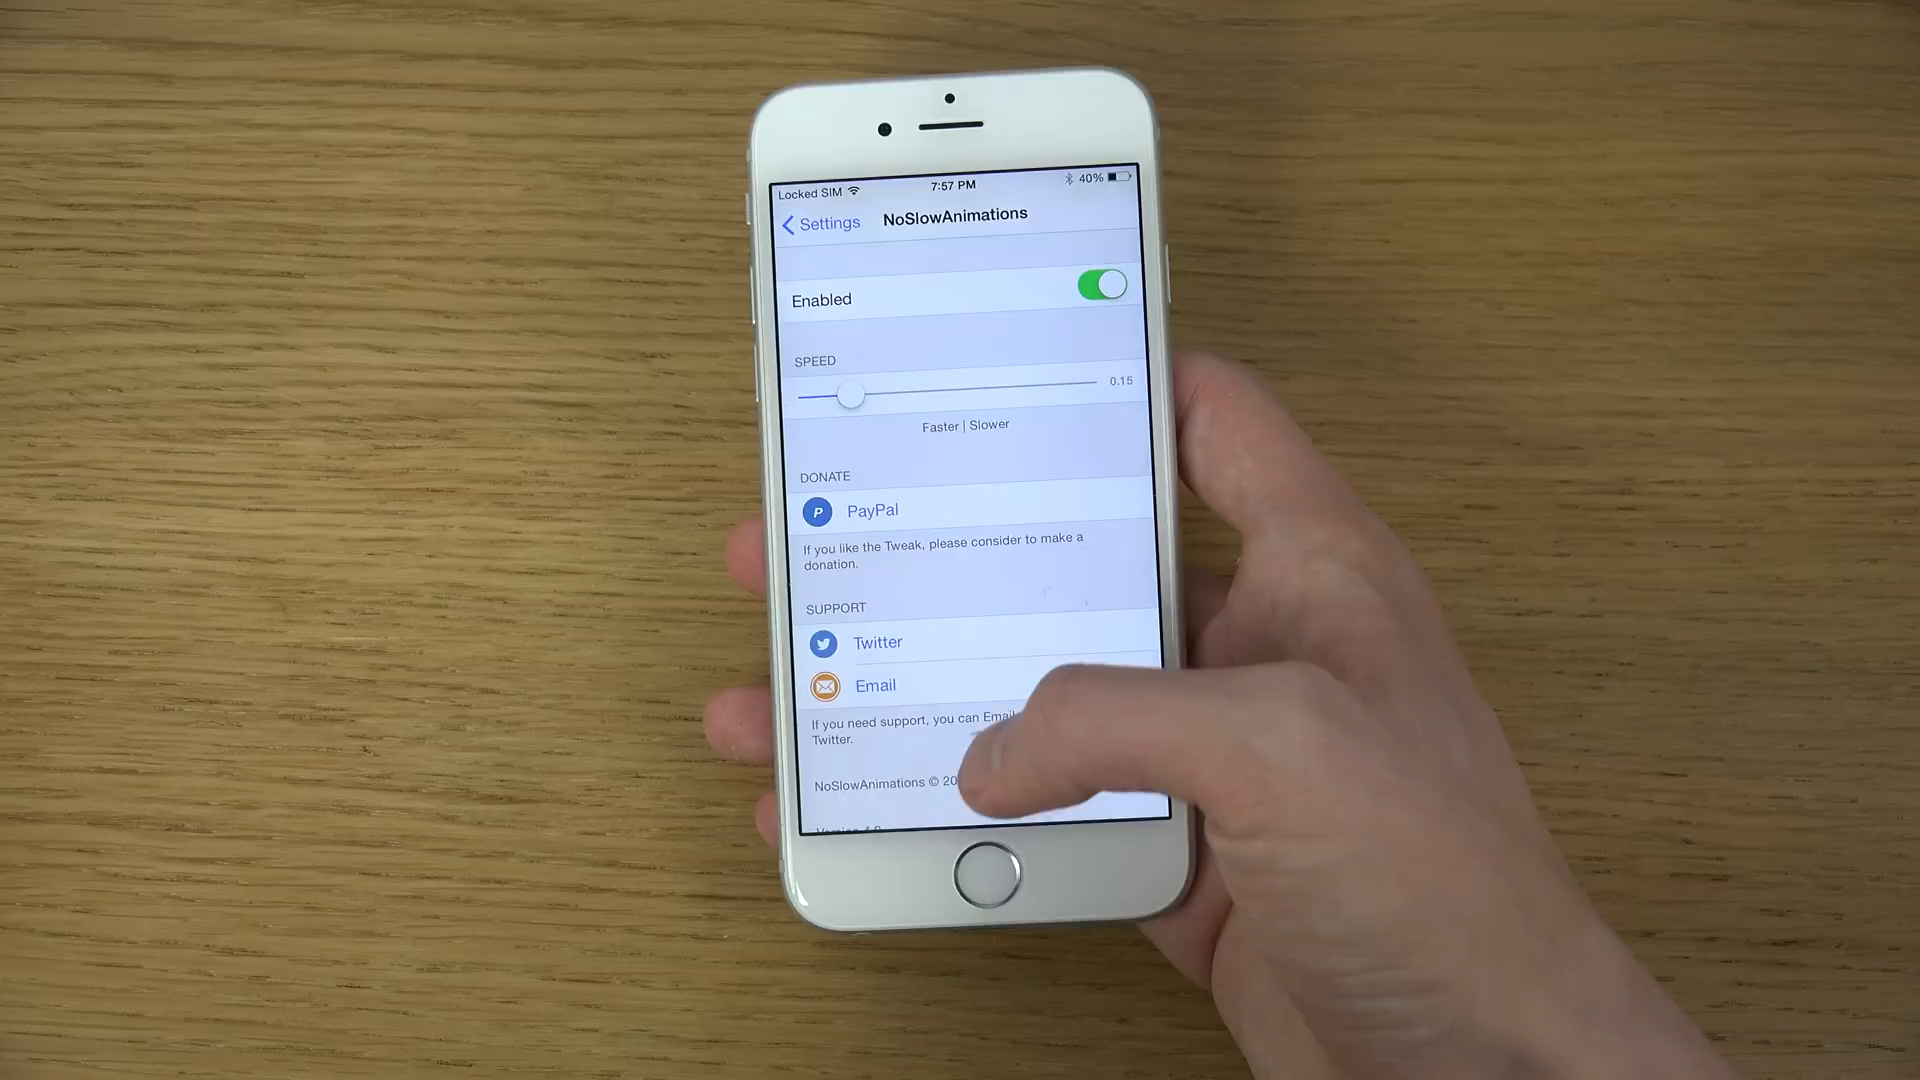 Locked SIM 7:57 PM 40%
Settings NoSlowAnimations
Enabled
SPEED
0.15
Faster | Slower
DONATE
P PayPal
If you like the Tweak, please consider to make a
donation.
SUPPORT
Twitter
Email
If you need support, you can Email
Twitter.
NoSlowAnimations © 20